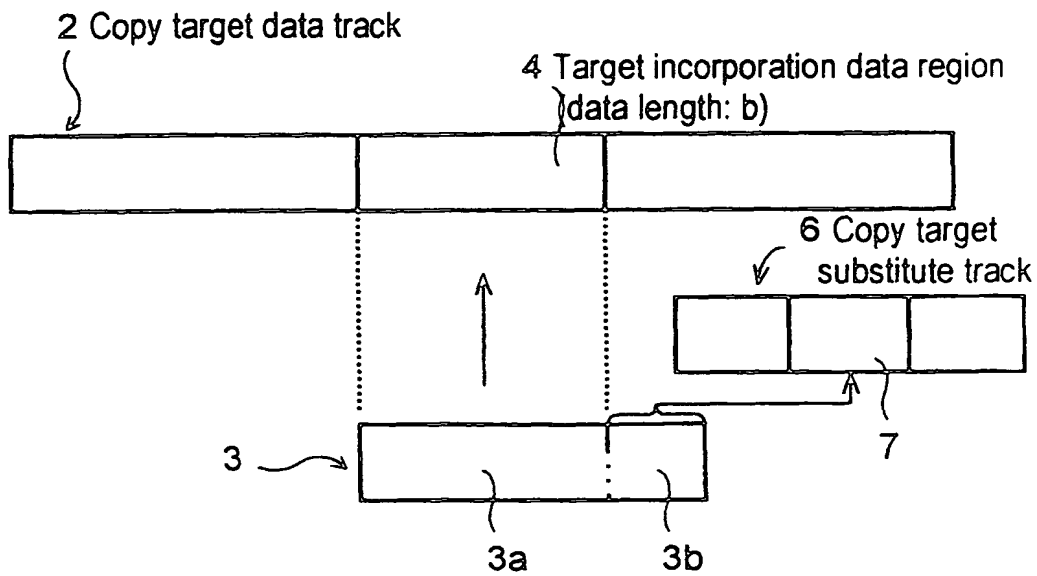 2 Copy target data track
4 Target incorporation data region
(data length: b)
6 Copy target
substitute track
7
3
3a
3b